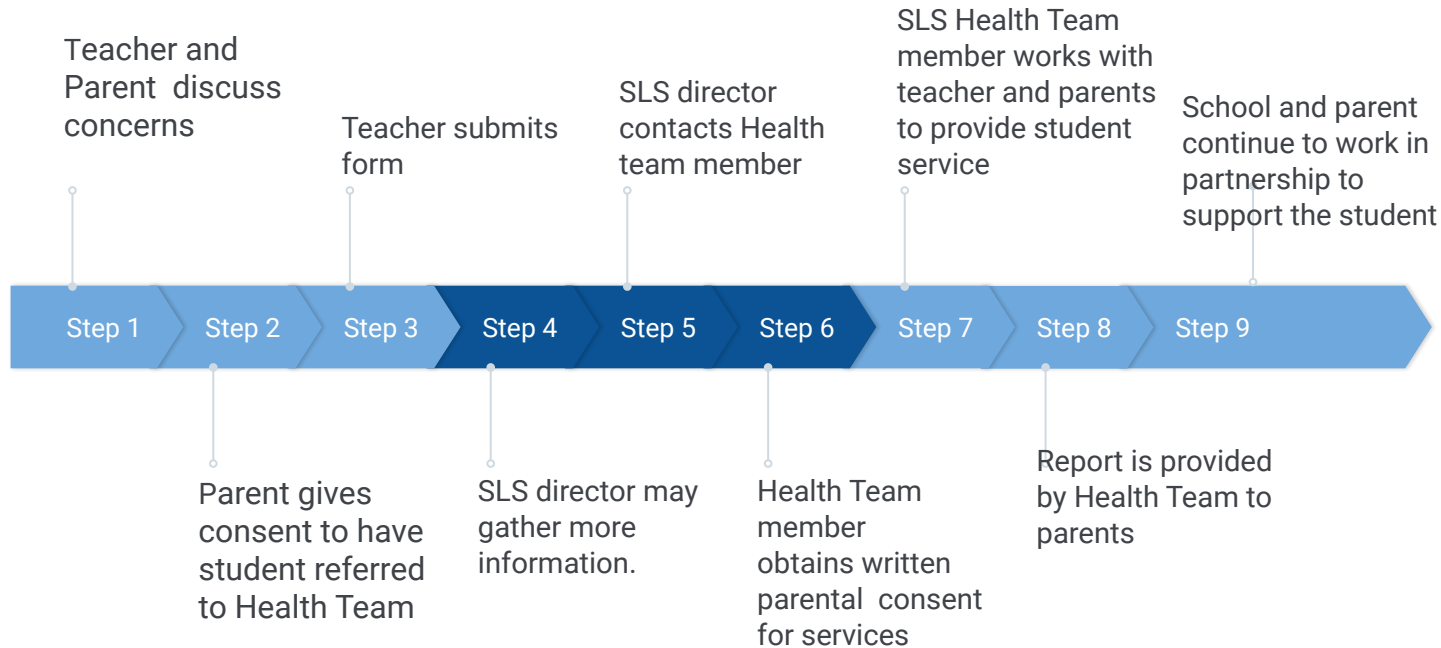 Teacher and
Parent  discuss
concerns
Teacher submits
form
SLS director
contacts Health
team member
SLS Health Team
member works with
teacher and parents
to provide student
service
School and parent
continue to work in
partnership to
support the student
Step 1
Step 2
Step 3
Step 4
Step 5
Step 6
Step 7
Step 8
Step 9
Parent gives
consent to have
student referred
to Health Team
SLS director may
gather more
information.
Health Team
member
obtains written
parental  consent
for services
Report is provided
by Health Team to
parents